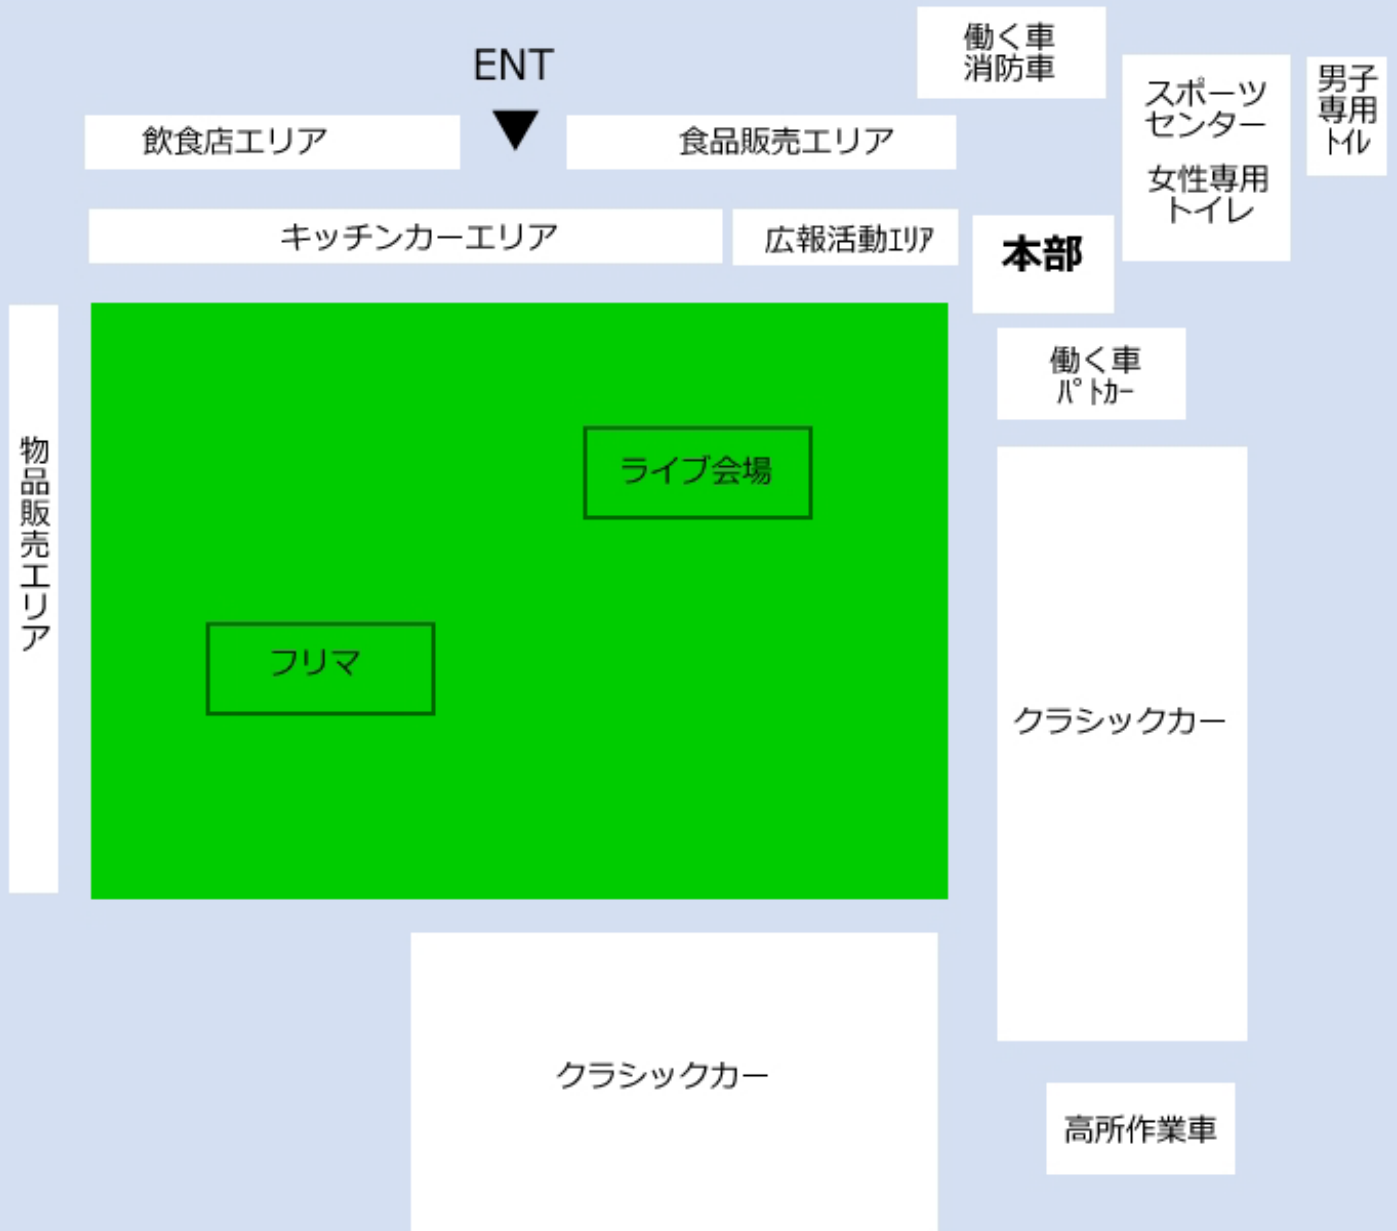 働く車
消防車
ENT
スポーツ
センター
女性専用
トイレ
男子
専用
ﾄｲﾚ
飲食店エリア
食品販売エリア
キッチンカーエリア
広報活動ｴﾘｱ
本部
働く車
ﾊﾟﾄｶｰ
物品販売エリア
ライブ会場
フリマ
クラシックカー
クラシックカー
高所作業車